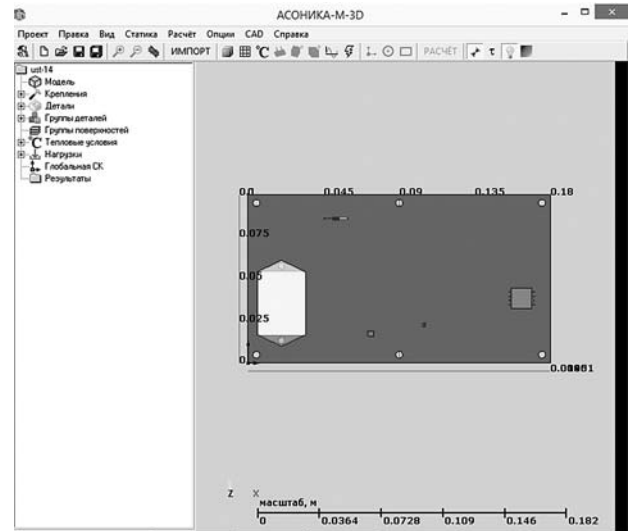 АСОНИКА-М-3D
Проект Правка Вид Статика Расчёт Опции CAD Справка
ИМПОРТ °C РАСЧЁТ τ
ust-14
Модель
Крепления
Детали
Группы деталей
Группы поверхностей
°C Тепловые условия
Нагрузки
Глобальная СК
Результаты
0.0 0.045 0.09 0.135 0.18
0.075
0.05
0.025
Z X
масштаб, м
0 0.0364 0.0728 0.109 0.146 0.182